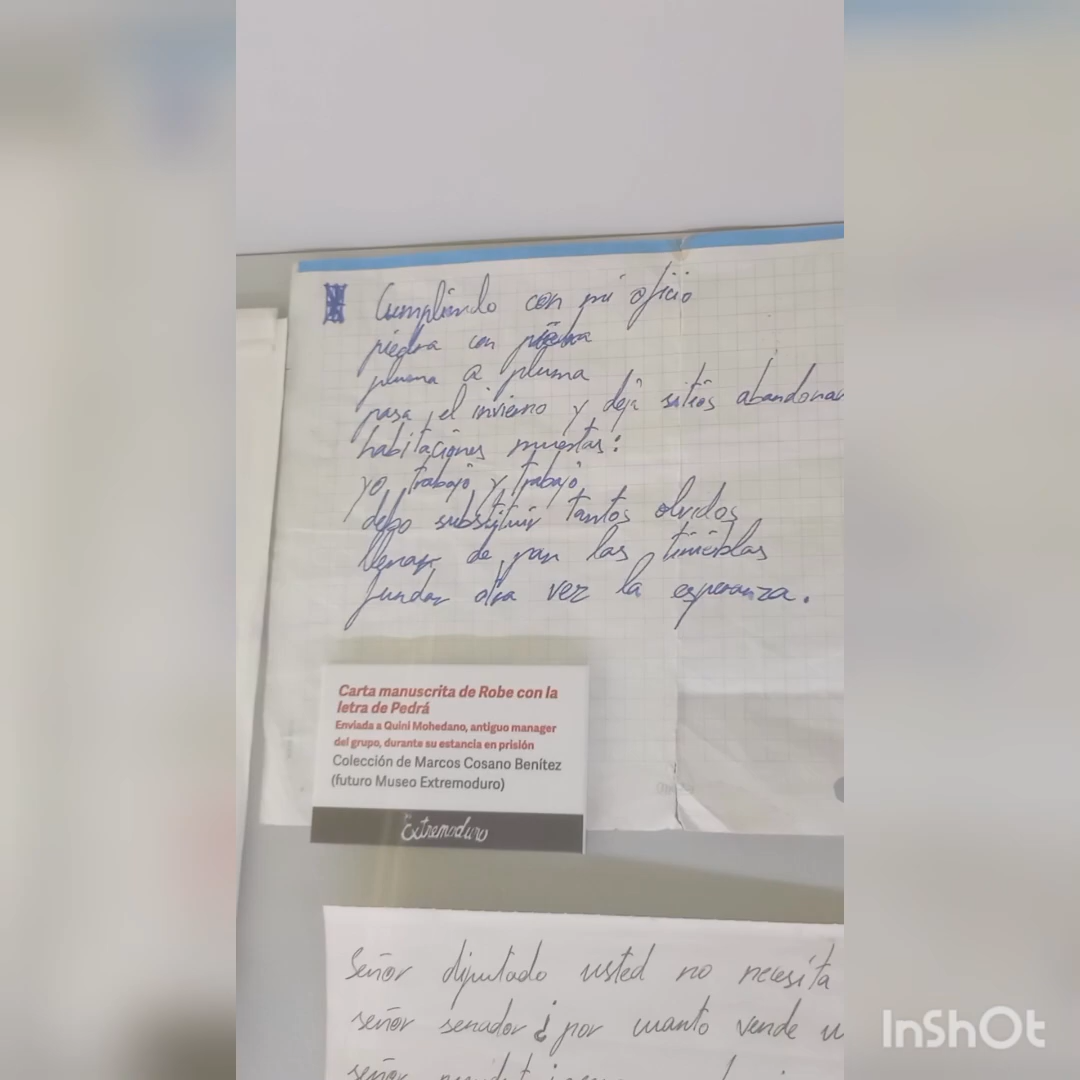 Cumpliendo con mi oficio
piedra con piedra
pluma a pluma
pasa el invierno y deja sitios abandonar
habitaciones muertas:
yo trabajo y trabajo
debo substituir tantos olvidos
llenar de pan las tinieblas
fundar otra vez la esperanza.
Carta manuscrita de Robe con la
letra de Pedrá
Enviada a Quini Mohedano, antiguo manager
del grupo, durante su estancia en prisión
Colección de Marcos Cosano Benítez
(futuro Museo Extremoduro)
Extremoduro
Señor diputado usted no necesita
señor senador ¿por cuanto vende
señor
InShOt